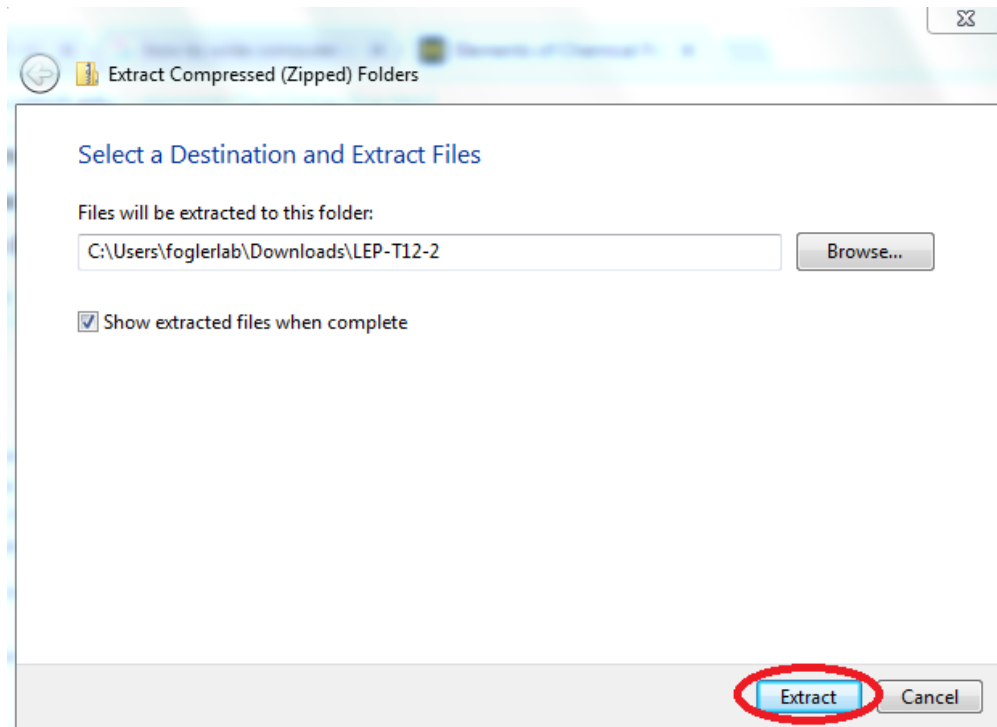 Extract Compressed (Zipped) Folders
Select a Destination and Extract Files
Files will be extracted to this folder:
C:\Users\foglerlab\Downloads\LEP-T12-2
Browse...
Show extracted files when complete
Extract
Cancel